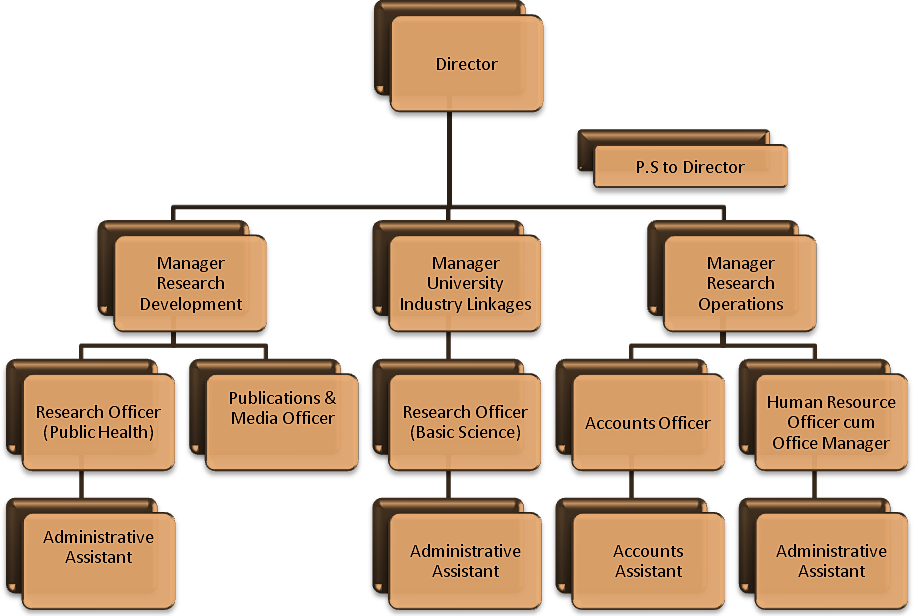 Director
P.S to Director
Manager
Research
Development
Manager
University
Industry Linkages
Manager
Research
Operations
Research Officer
(Public Health)
Publications &
Media Officer
Research Officer
(Basic Science)
Accounts Officer
Human Resource
Officer cum
Office Manager
Administrative
Assistant
Administrative
Assistant
Accounts
Assistant
Administrative
Assistant